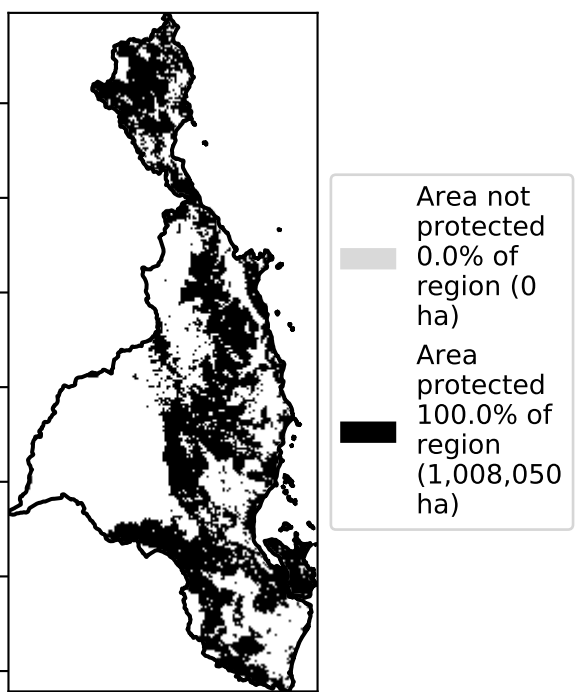 Area not
protected
0.0% of
region (0
ha)
Area
protected
100.0% of
region
(1,008,050
ha)